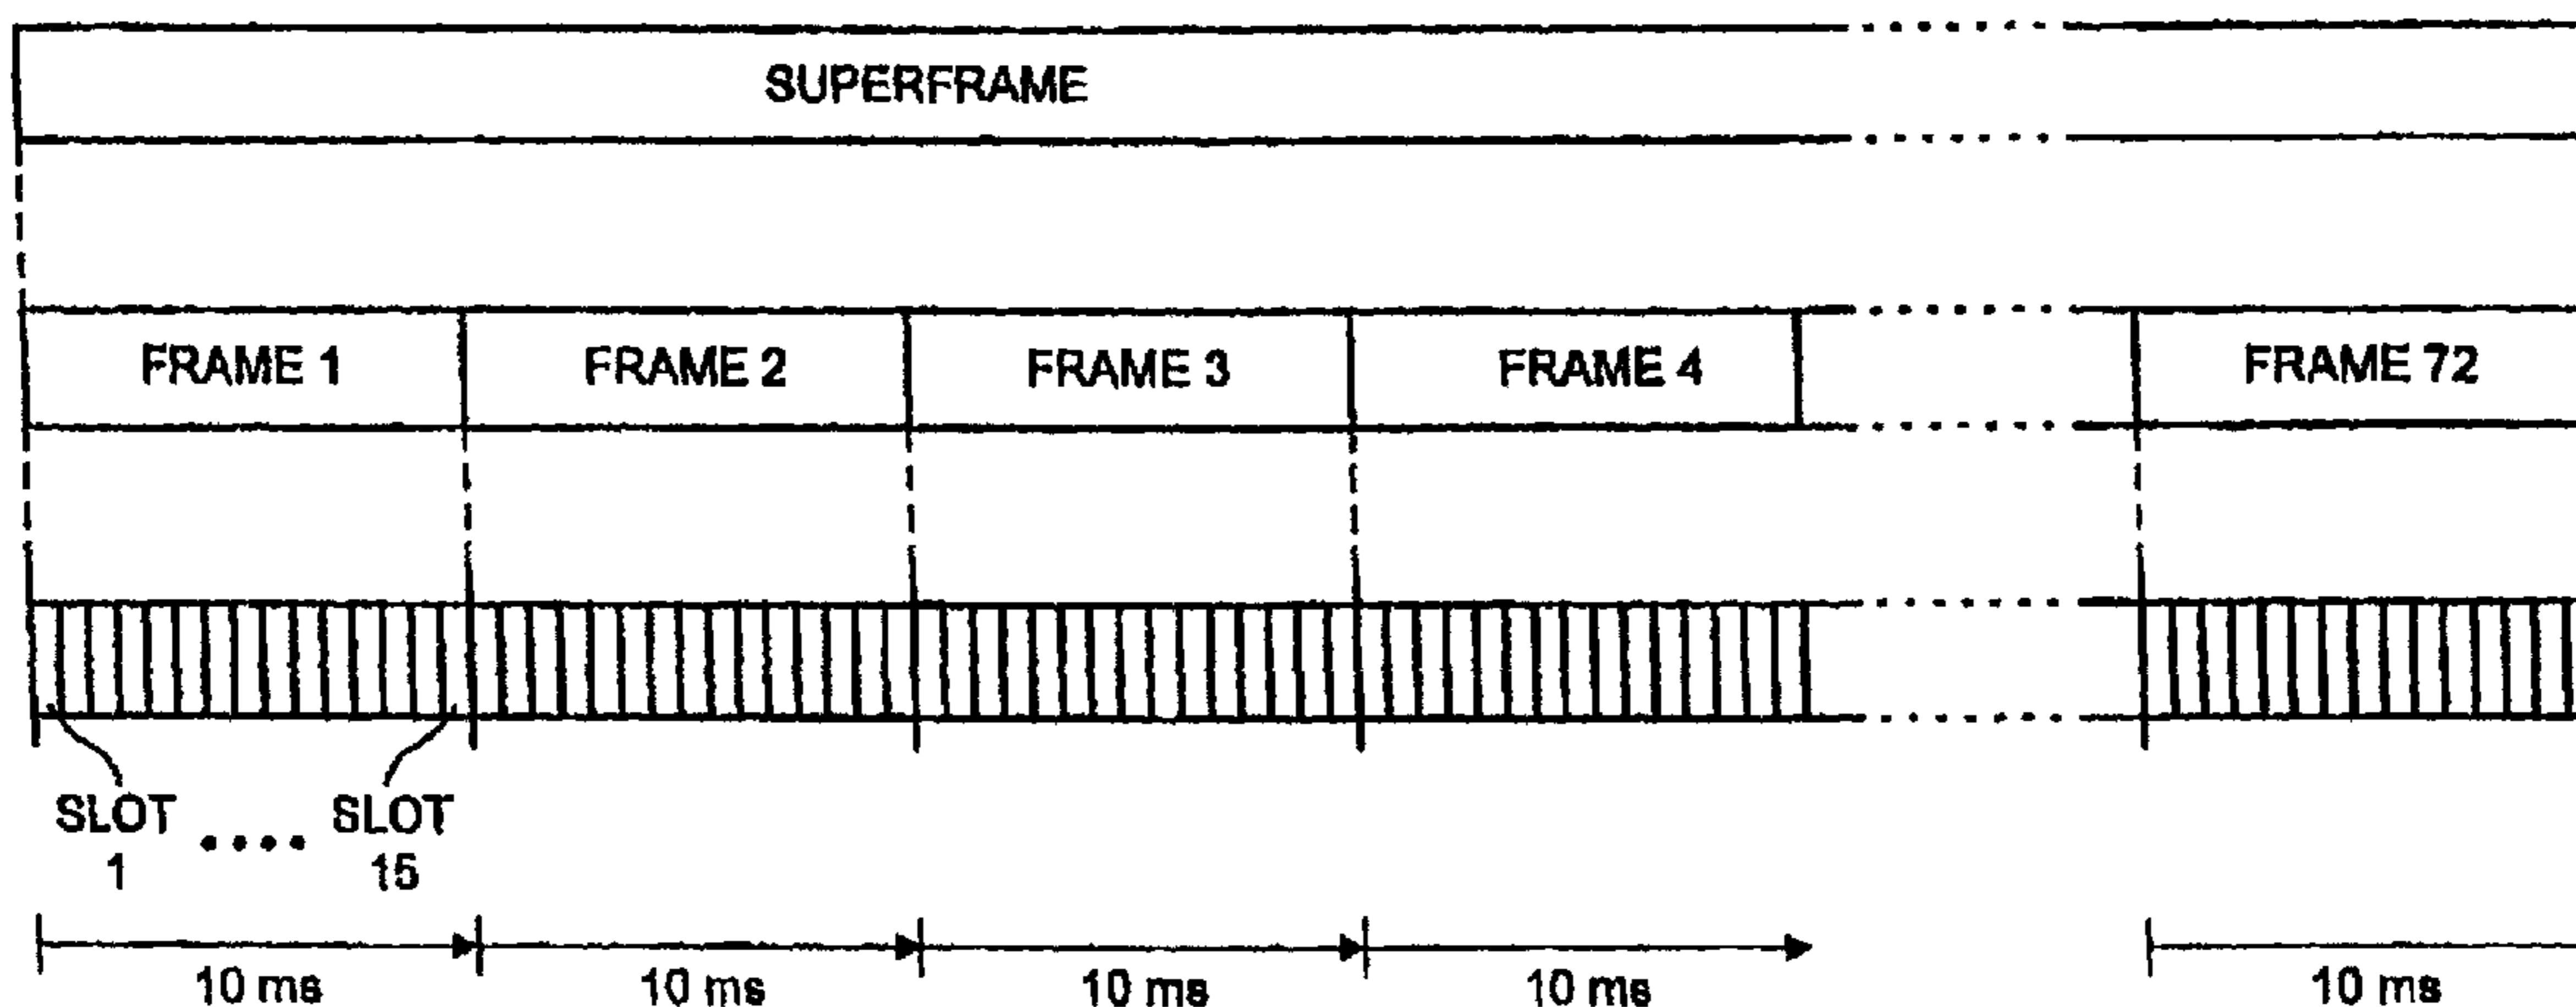 SUPERFRAME
FRAME 1 FRAME 2 FRAME 3 FRAME 4 FRAME 72
SLOT 1 .... SLOT 15
10 ms 10 ms 10 ms 10 ms 10 ms